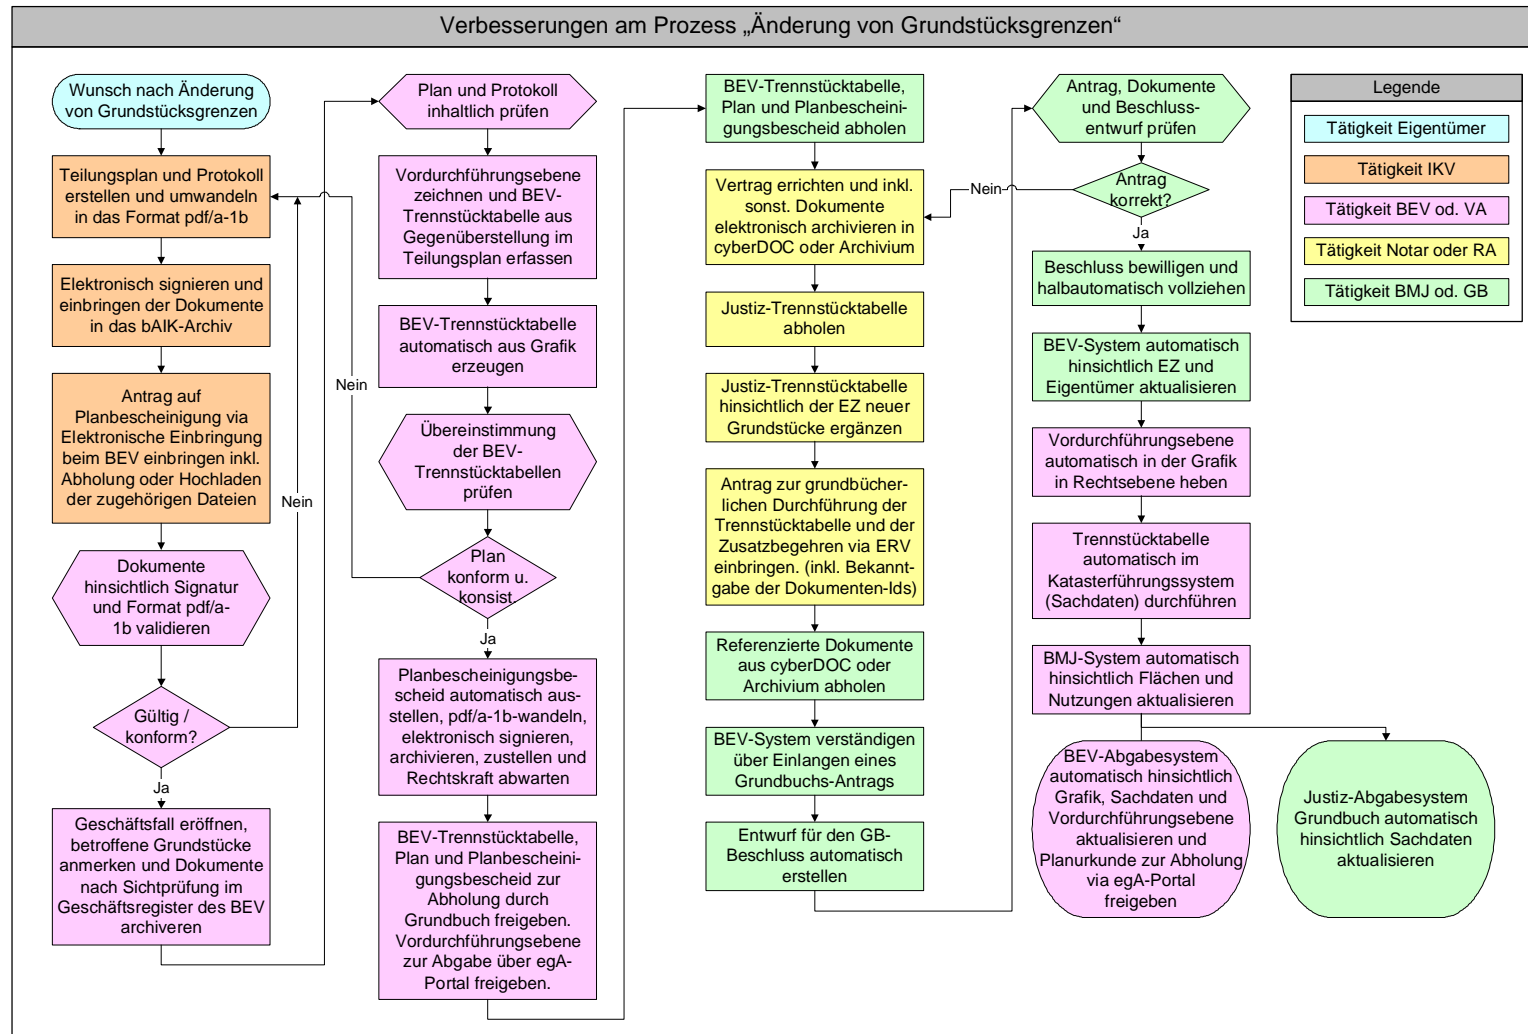 Verbesserungen am Prozess „Änderung von Grundstücksgrenzen“
Wunsch nach Änderung
von Grundstücksgrenzen
Teilungsplan und Protokoll
erstellen und umwandeln
in das Format pdf/a-1b
Elektronisch signieren und
einbringen der Dokumente
in das bAIK-Archiv
Antrag auf
Planbescheinigung via
Elektronische Einbringung
beim BEV einbringen inkl.
Abholung oder Hochladen
der zugehörigen Dateien
Nein
Dokumente
hinsichtlich Signatur
und Format pdf/a-
1b validieren
Gültig /
konform?
Ja
Geschäftsfall eröffnen,
betroffene Grundstücke
anmerken und Dokumente
nach Sichtprüfung im
Geschäftsregister des BEV
archiveren
Plan und Protokoll
inhaltlich prüfen
Vordurchführungsebene
zeichnen und BEV-
Trennstücktabelle aus
Gegenüberstellung im
Teilungsplan erfassen
BEV-Trennstücktabelle
automatisch aus Grafik
erzeugen
Nein
Übereinstimmung
der BEV-
Trennstücktabellen
prüfen
Plan
konform u.
konsist.
Ja
Planbescheinigungsbe-
scheid automatisch aus-
stellen, pdf/a-1b-wandeln,
elektronisch signieren,
archivieren, zustellen und
Rechtskraft abwarten
BEV-Trennstücktabelle,
Plan und Planbescheini-
gungsbescheid zur
Abholung durch
Grundbuch freigeben.
Vordurchführungsebene
zur Abgabe über egA-
Portal freigeben.
BEV-Trennstücktabelle,
Plan und Planbescheini-
gungsbescheid abholen
Vertrag errichten und inkl.
sonst. Dokumente
elektronisch archivieren in
cyberDOC oder Archivium
Justiz-Trennstücktabelle
abholen
Justiz-Trennstücktabelle
hinsichtlich der EZ neuer
Grundstücke ergänzen
Antrag zur grundbücher-
lichen Durchführung der
Trennstücktabelle und der
Zusatzbegehren via ERV
einbringen. (inkl. Bekannt-
gabe der Dokumenten-Ids)
Referenzierte Dokumente
aus cyberDOC oder
Archivium abholen
BEV-System verständigen
über Einlangen eines
Grundbuchs-Antrags
Entwurf für den GB-
Beschluss automatisch
erstellen
Antrag, Dokumente
und Beschluss-
entwurf prüfen
Nein
Antrag
korrekt?
Ja
Beschluss bewilligen und
halbautomatisch vollziehen
BEV-System automatisch
hinsichtlich EZ und
Eigentümer aktualisieren
Vordurchführungsebene
automatisch in der Grafik
in Rechtsebene heben
Trennstücktabelle
automatisch im
Katasterführungssystem
(Sachdaten) durchführen
BMJ-System automatisch
hinsichtlich Flächen und
Nutzungen aktualisieren
BEV-Abgabesystem
automatisch hinsichtlich
Grafik, Sachdaten und
Vordurchführungsebene
aktualisieren und
Planurkunde zur Abholung
via egA-Portal
freigeben
Justiz-Abgabesystem
Grundbuch automatisch
hinsichtlich Sachdaten
aktualisieren
Legende
Tätigkeit Eigentümer
Tätigkeit IKV
Tätigkeit BEV od. VA
Tätigkeit Notar oder RA
Tätigkeit BMJ od. GB